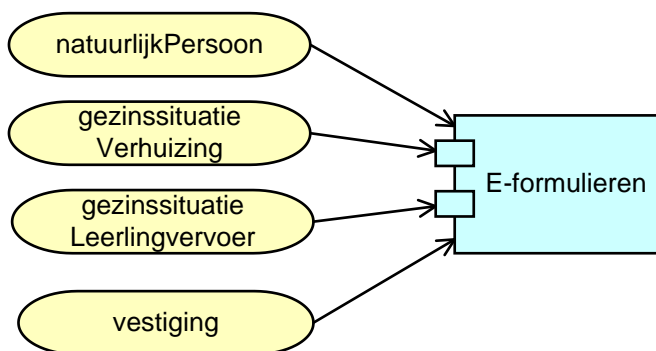 natuurlijkPersoon
gezinssituatie
Verhuizing
E-formulieren
gezinssituatie
Leerlingvervoer
vestiging